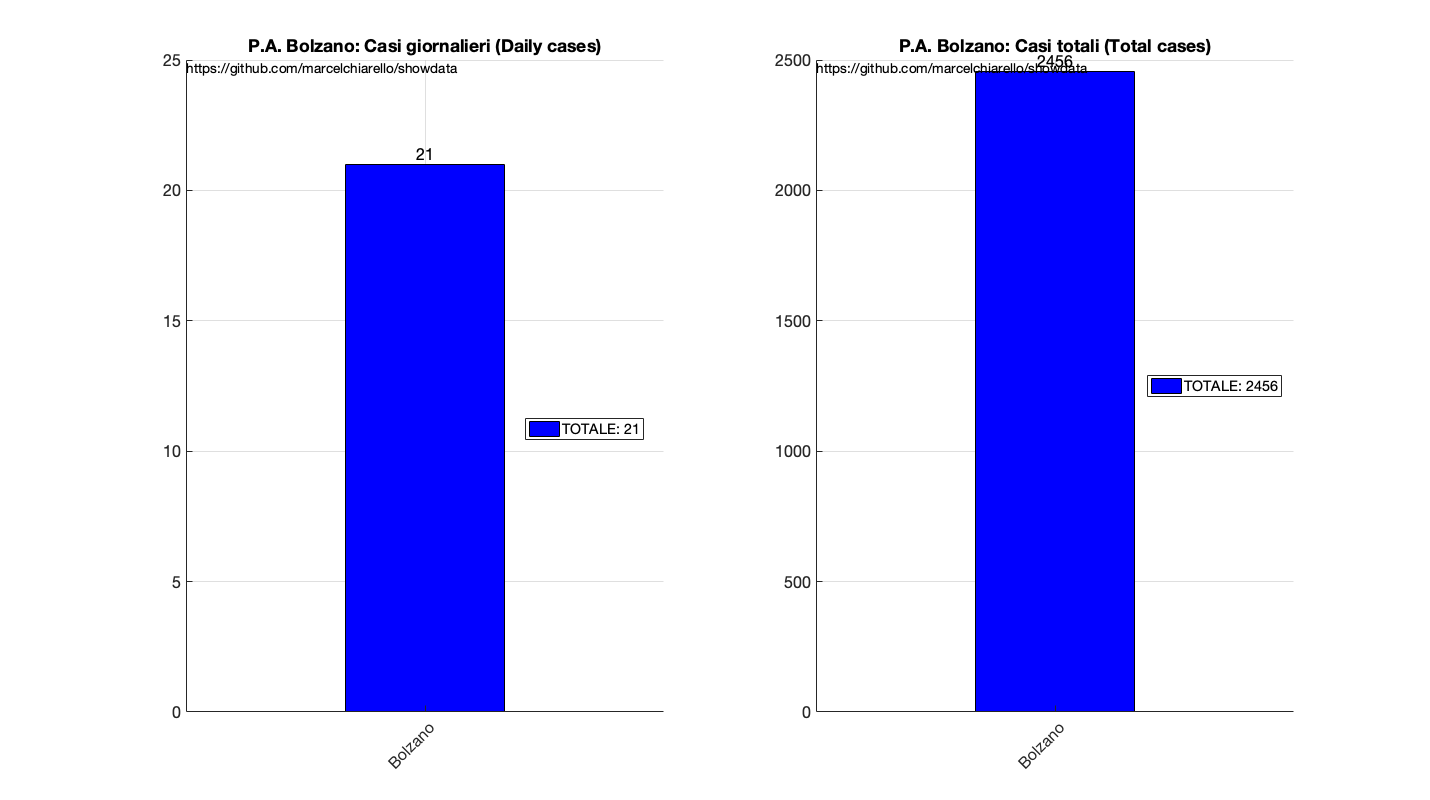 P.A. Bolzano: Casi giornalieri (Daily cases)
25
https://github.com/marcelchiarello/showdata
21
20
15
TOTALE: 21
10
5
0
Bolzano
P.A. Bolzano: Casi totali (Total cases)
2500
2456
https://github.com/marcelchiarello/showdata
2000
1500
TOTALE: 2456
1000
500
0
Bolzano